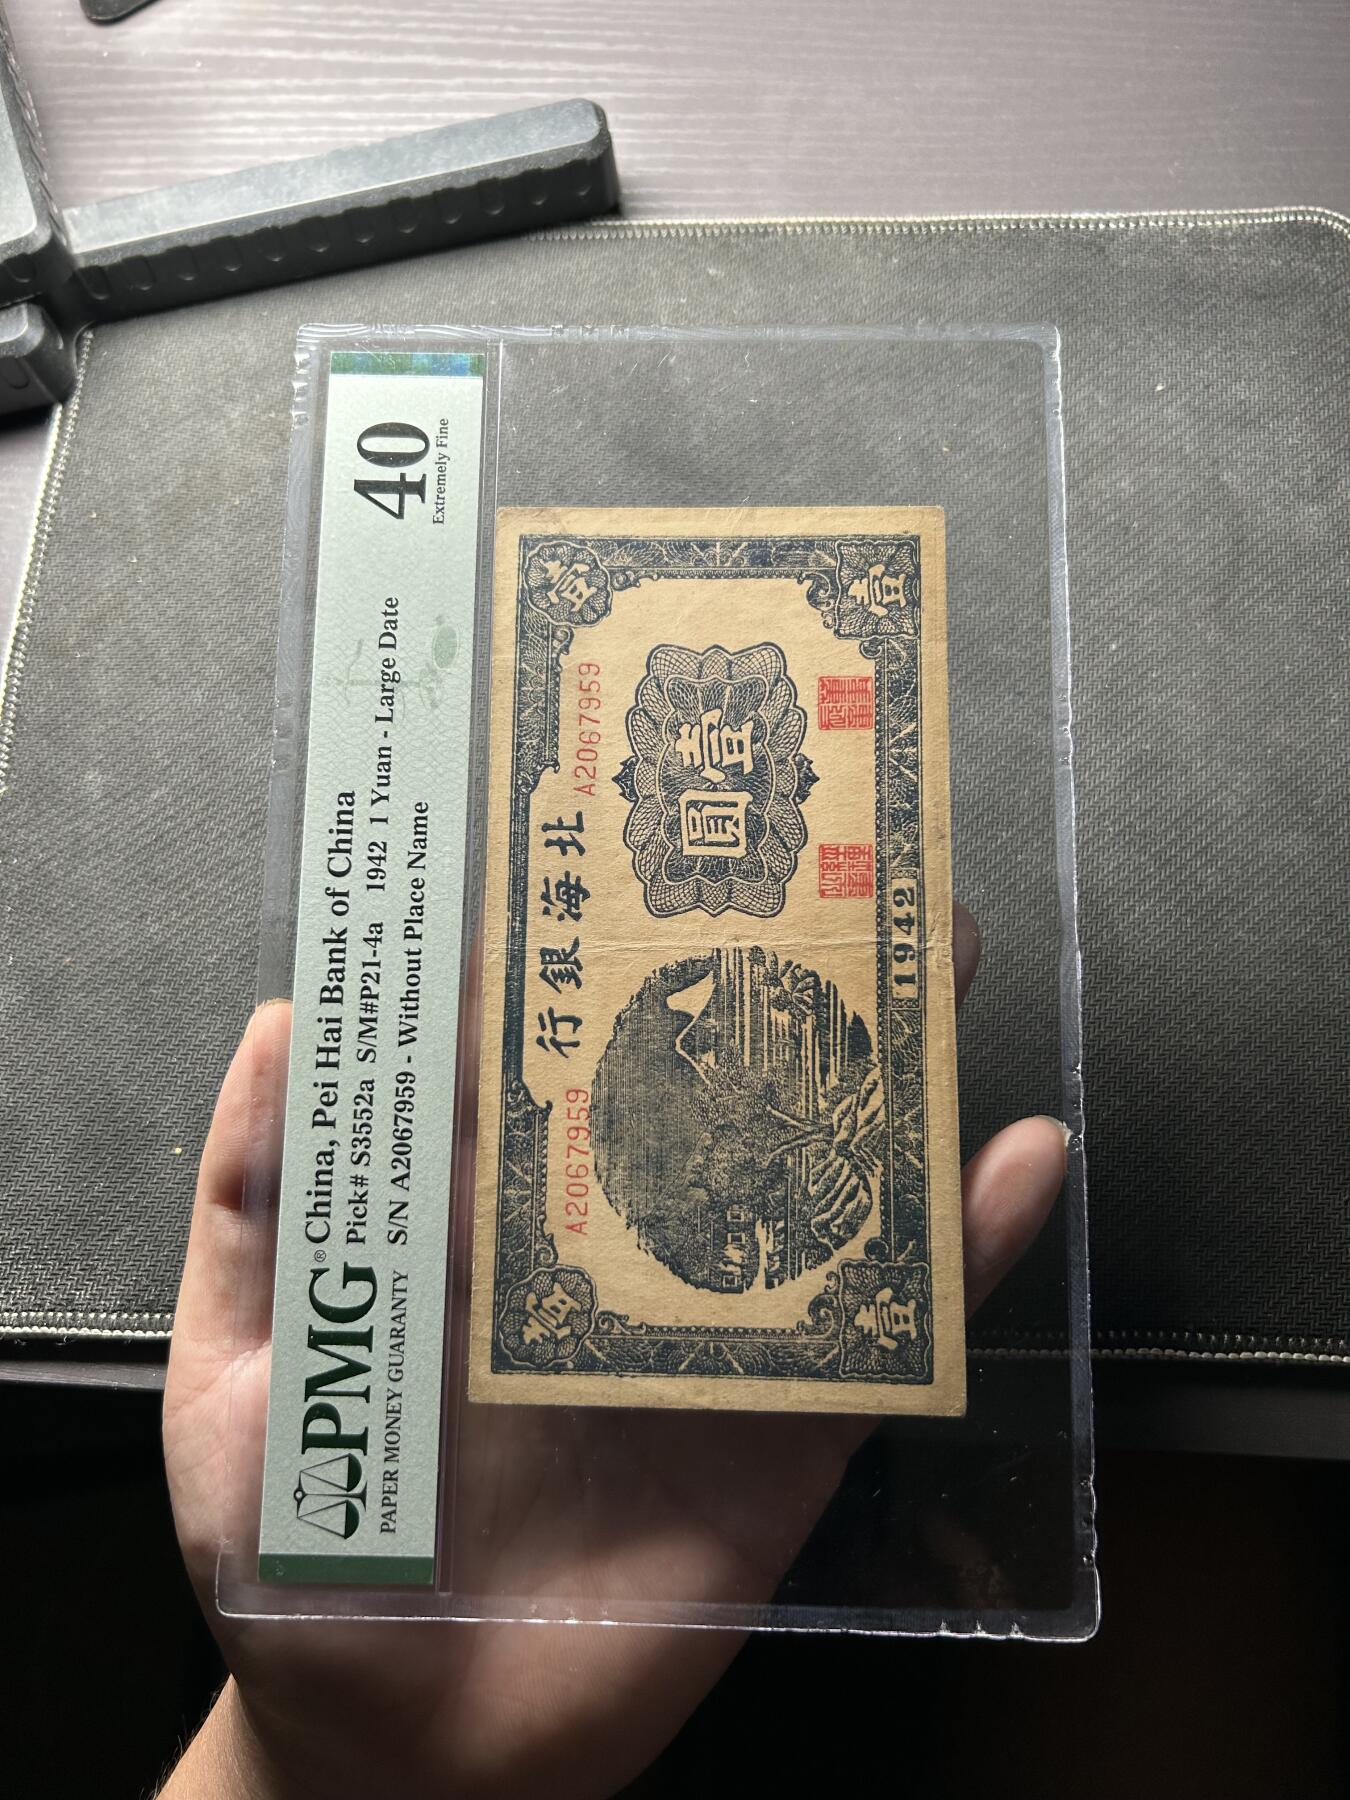 PMG®
PAPER MONEY GUARANTY
China, Pei Hai Bank of China
Pick# S3552a S/M#P21-4a 1942 1 Yuan - Large Date
S/N A2067959 - Without Place Name
40
Extremely Fine
壹
行銀海北
A2067959
A2067959
壹圓
壹
壹
1942